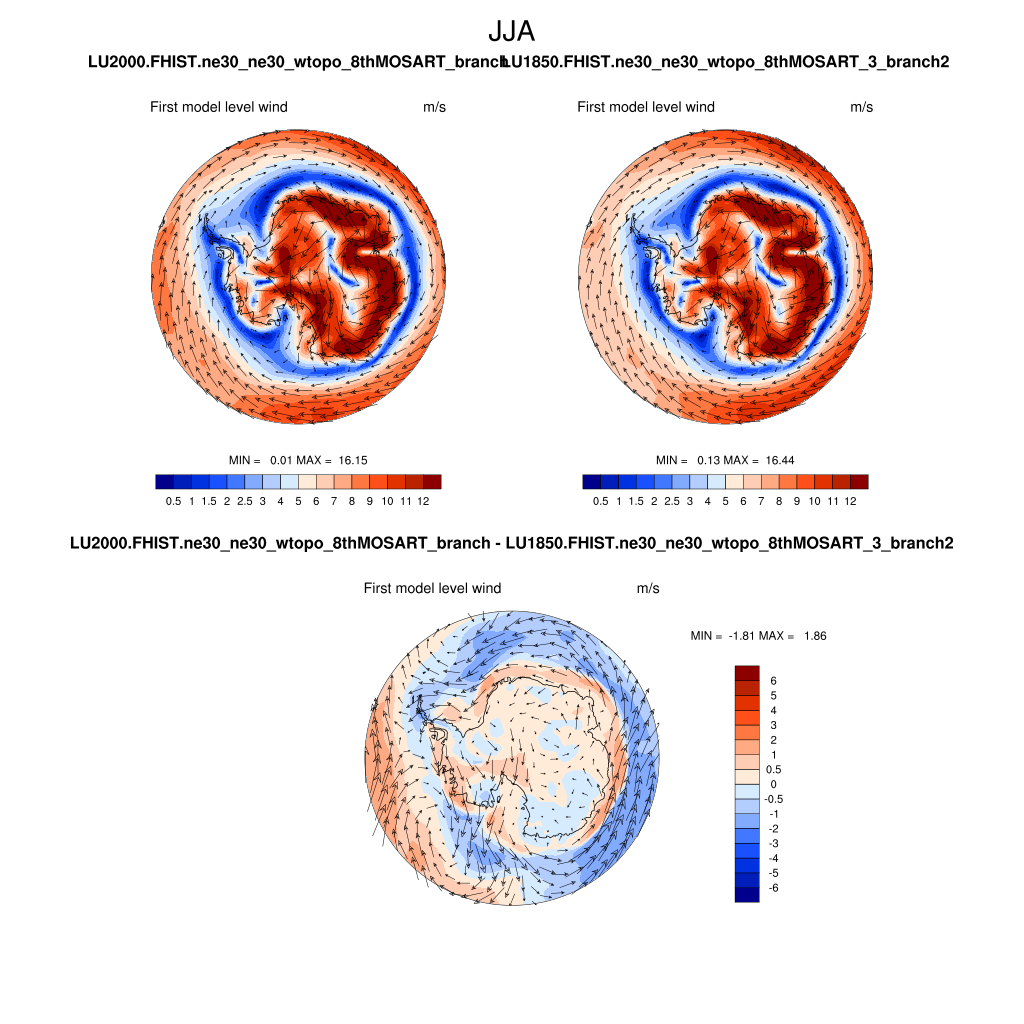 JJA
LU2000.FHIST.ne30_ne30_wtopo_8thMOSART_branch LU1850.FHIST.ne30_ne30_wtopo_8thMOSART_3_branch2
First model level wind m/s First model level wind m/s
MIN = 0.01 MAX = 16.15 MIN = 0.13 MAX = 16.44
0.5 1 1.5 2 2.5 3 4 5 6 7 8 9 10 11 12 0.5 1 1.5 2 2.5 3 4 5 6 7 8 9 10 11 12
LU2000.FHIST.ne30_ne30_wtopo_8thMOSART_branch - LU1850.FHIST.ne30_ne30_wtopo_8thMOSART_3_branch2
First model level wind m/s
MIN = -1.81 MAX = 1.86
6
5
4
3
2
1
0.5
0
-0.5
-1
-2
-3
-4
-5
-6